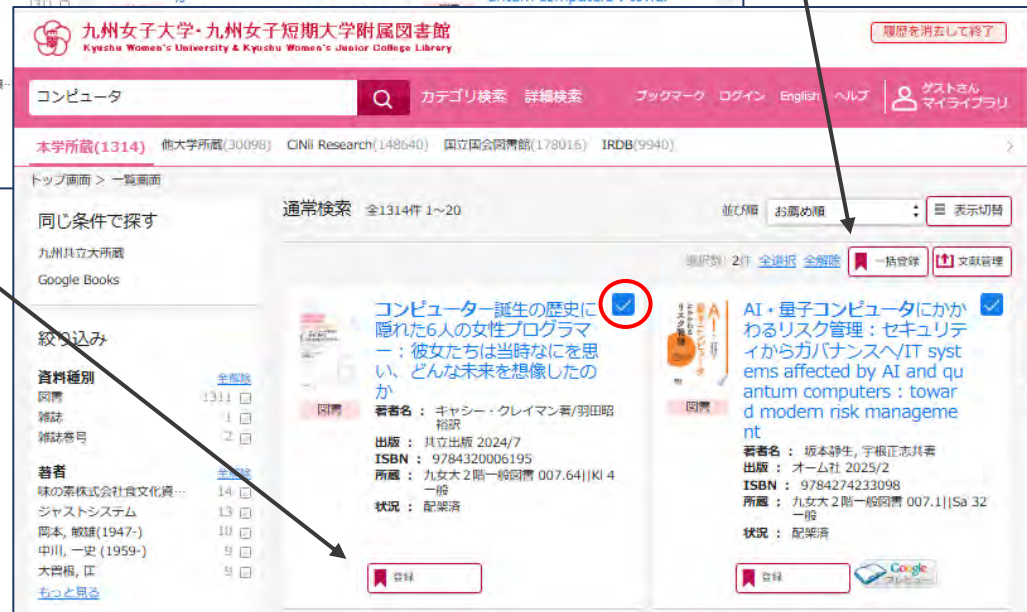 九州女子大学・九州女子短期大学附属図書館
Kyushu Women's University & Kyushu Women's Junior College Library
履歴を消去して終了
コンピュータ
カテゴリ検索 詳細検索 ブックマーク ログイン English ヘルプ ゲストさん
マイライブラリ
本学所蔵(1314) 他大学所蔵(30098) CiNii Research(148640) 国立国会図書館(178016) IRDB(9940)
トップ画面 > 一覧画面
同じ条件で探す
九州共立大所蔵
Google Books
絞り込み
資料種別 全解除
図書 1311
雑誌 1
雑誌巻号 2
著者 全解除
味の素株式会社食文化資… 14
ジャストシステム 13
岡本, 敏雄(1947-) 10
中川, 一史 (1959-) 9
大曽根, 匡 9
もっと見る
通常検索 全1314件 1~20
並び順 お薦め順 表示切替
選択数: 2件 全選択 全解除 一括登録 文献管理
コンピューター誕生の歴史に
隠れた6人の女性プログラマ
ー : 彼女たちは当時なにを思
い、どんな未来を想像したの
か
図書
著者名 : キャシー・クレイマン著/羽田昭
裕訳
出版 : 共立出版 2024/7
ISBN : 9784320006195
所蔵 : 九女大2階一般図書 007.64||Kl 4
一般
状況 : 配架済
登録
AI・量子コンピュータにかか
わるリスク管理 : セキュリテ
ィからガバナンスへ/IT syst
ems affected by AI and qu
antum computers : towar
d modern risk manageme
nt
図書
著者名 : 坂本静生, 宇根正志共著
出版 : オーム社 2025/2
ISBN : 9784274233098
所蔵 : 九女大2階一般図書 007.1||Sa 32
一般
状況 : 配架済
登録
Google
プレビュー